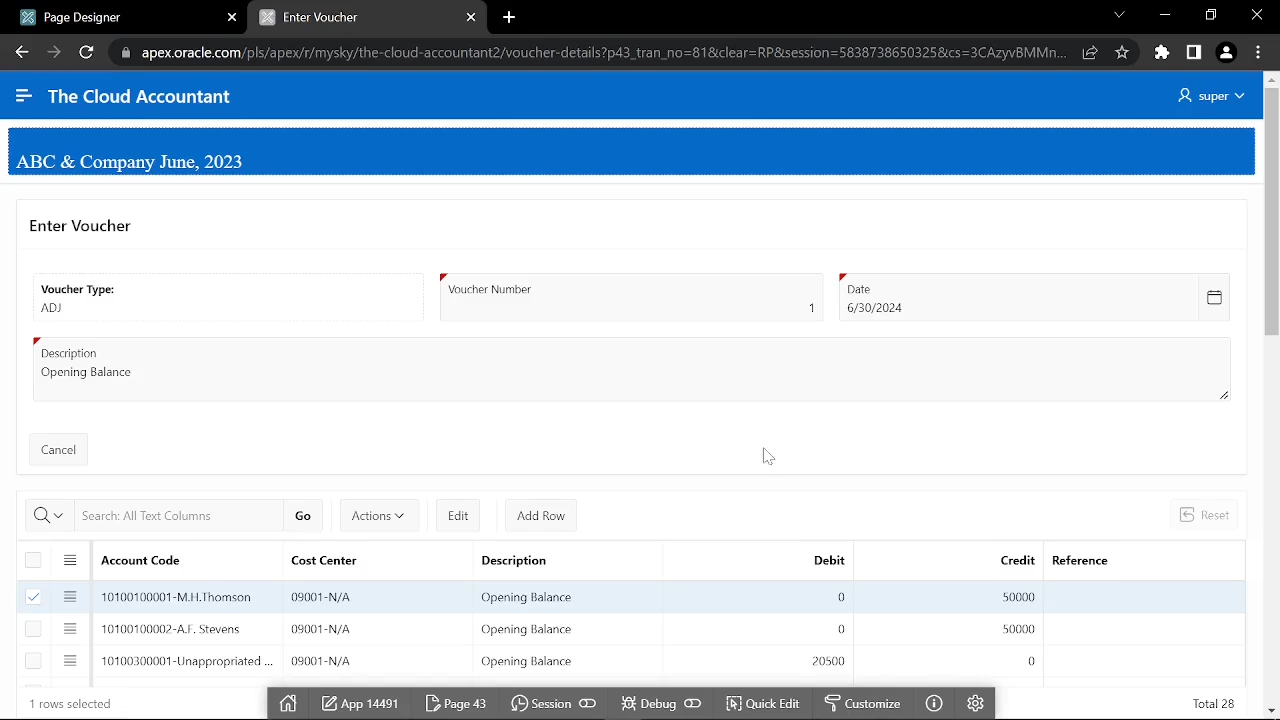 Page Designer
Enter Voucher
apex.oracle.com/pls/apex/r/mysky/the-cloud-accountant2/voucher-details?p43_tran_no=81&clear=RP&session=5838738650325&cs=3CAzyvBMMn...
The Cloud Accountant
super
ABC & Company June, 2023
Enter Voucher
Voucher Type:
ADJ
Voucher Number
1
Date
6/30/2024
Description
Opening Balance
Cancel
Search: All Text Columns Go Actions Edit Add Row Reset
Account Code Cost Center Description Debit Credit Reference
10100100001-M.H.Thomson 09001-N/A Opening Balance 0 50000
10100100002-A.F. Stevens 09001-N/A Opening Balance 0 50000
10100300001-Unappropriated ... 09001-N/A Opening Balance 20500 0
1 rows selected
App 14491 Page 43 Session Debug Quick Edit Customize
Total 28